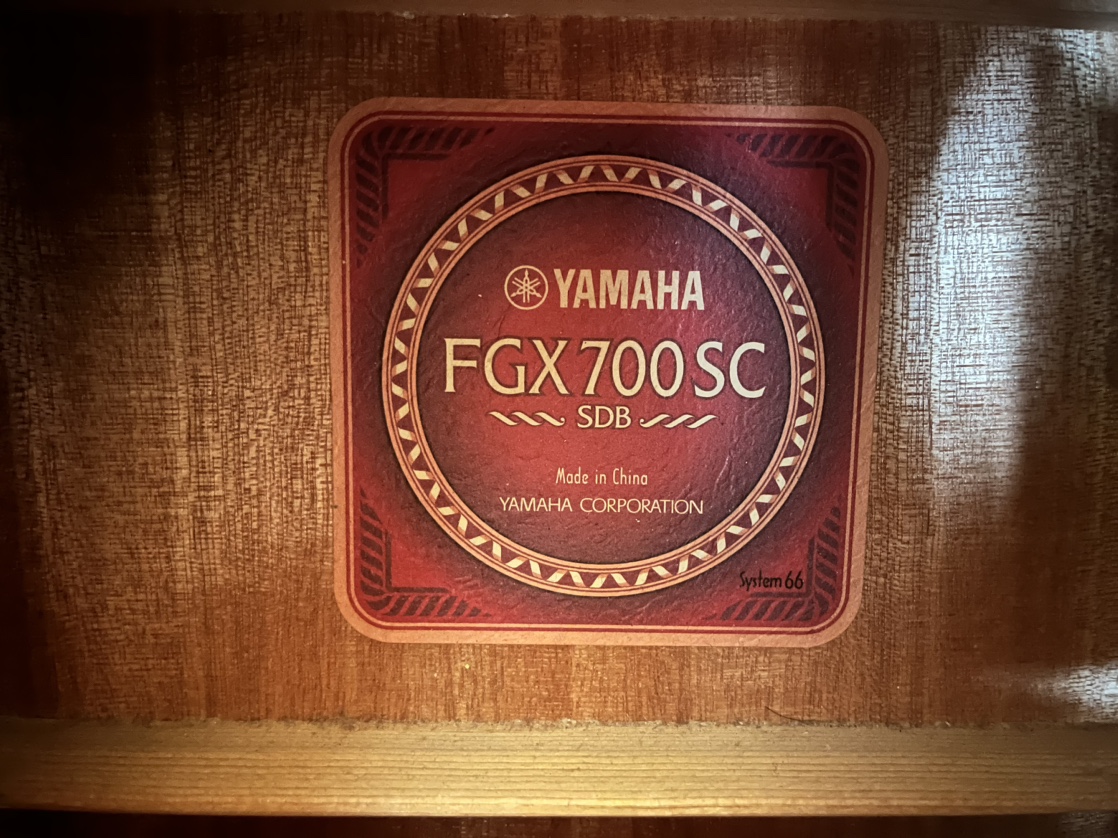 YAMAHA
FGX700SC
SDB
Made in China
YAMAHA CORPORATION
System66